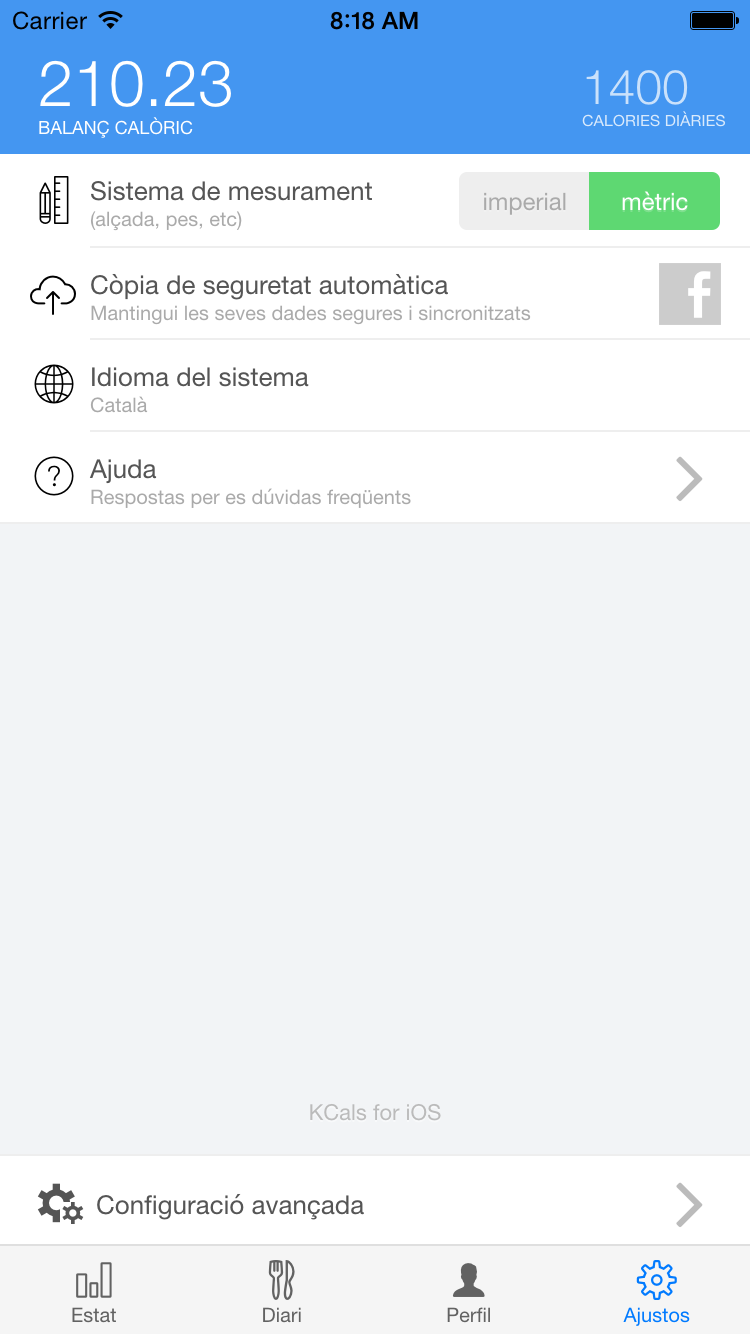 Carrier 8:18 AM
210.23
BALANÇ CALÒRIC
1400
CALORIES DIÀRIES
Sistema de mesurament
(alçada, pes, etc)
imperial mètric
Còpia de seguretat automàtica
Mantingui les seves dades segures i sincronitzats
f
Idioma del sistema
Català
?
Ajuda
Respostas per es dúvidas freqüents
KCals for iOS
Configuració avançada
Estat Diari Perfil Ajustos